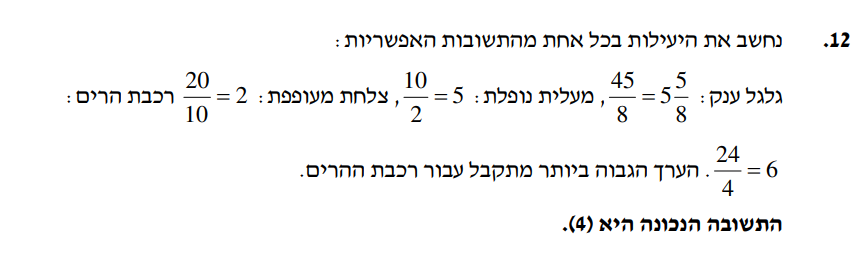 12. נחשב את היעילות בכל אחת מהתשובות האפשריות:
גלגל ענק: 45/8 = 5 5/8, מעלית נופלת: 10/2 = 5, צלחת מעופפת: 20/10 = 2 רכבת הרים:
24/4 = 6. הערך הגבוה ביותר מתקבל עבור רכבת ההרים.
התשובה הנכונה היא (4).